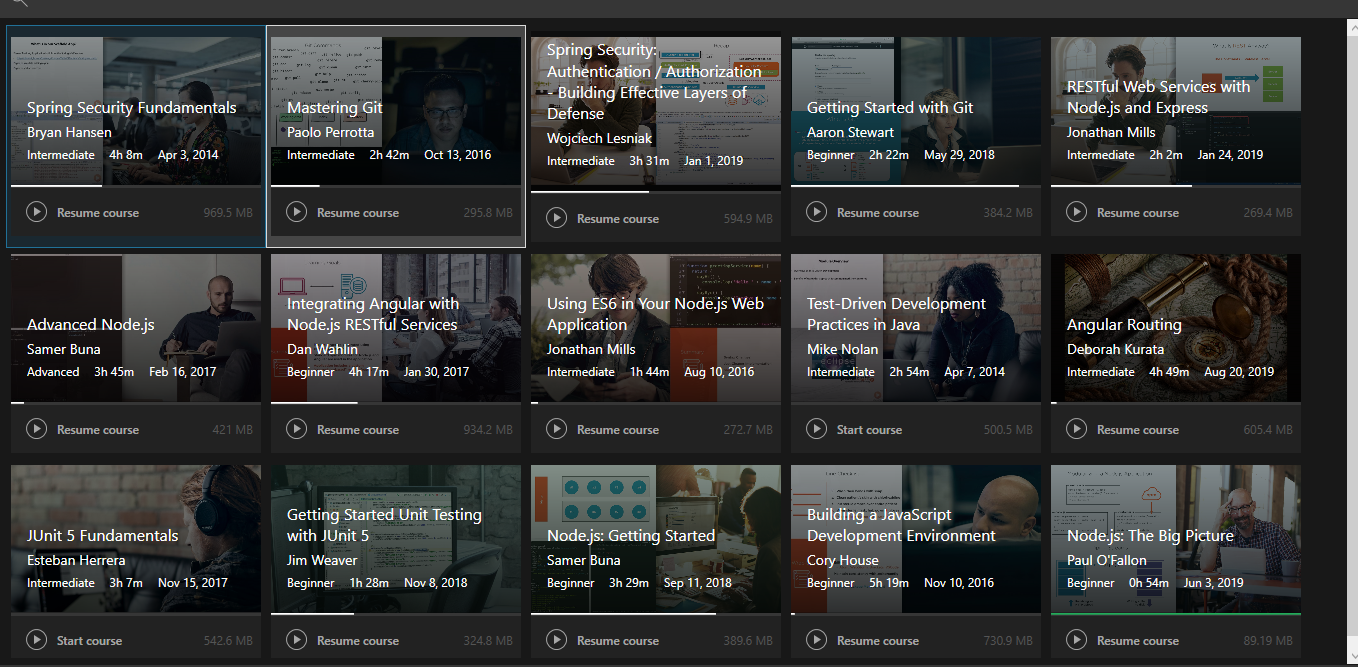 Spring Security Fundamentals
Bryan Hansen
Intermediate 4h 8m Apr 3, 2014
Resume course 969.5 MB
Mastering Git
Paolo Perrotta
Intermediate 2h 42m Oct 13, 2016
Resume course 295.8 MB
Spring Security:
Authentication / Authorization
- Building Effective Layers of
Defense
Wojciech Lesniak
Intermediate 3h 31m Jan 1, 2019
Resume course 594.9 MB
Getting Started with Git
Aaron Stewart
Beginner 2h 22m May 29, 2018
Resume course 384.2 MB
RESTful Web Services with
Node.js and Express
Jonathan Mills
Intermediate 2h 2m Jan 24, 2019
Resume course 269.4 MB
Advanced Node.js
Samer Buna
Advanced 3h 45m Feb 16, 2017
Resume course 421 MB
Integrating Angular with
Node.js RESTful Services
Dan Wahlin
Beginner 4h 17m Jan 30, 2017
Resume course 934.2 MB
Using ES6 in Your Node.js Web
Application
Jonathan Mills
Intermediate 1h 44m Aug 10, 2016
Resume course 272.7 MB
Test-Driven Development
Practices in Java
Mike Nolan
Intermediate 2h 54m Apr 7, 2014
Start course 500.5 MB
Angular Routing
Deborah Kurata
Intermediate 4h 49m Aug 20, 2019
Resume course 605.4 MB
JUnit 5 Fundamentals
Esteban Herrera
Intermediate 3h 7m Nov 15, 2017
Start course 542.6 MB
Getting Started Unit Testing
with JUnit 5
Jim Weaver
Beginner 1h 28m Nov 8, 2018
Resume course 324.8 MB
Node.js: Getting Started
Samer Buna
Beginner 3h 29m Sep 11, 2018
Resume course 389.6 MB
Building a JavaScript
Development Environment
Cory House
Beginner 5h 19m Nov 10, 2016
Resume course 730.9 MB
Node.js: The Big Picture
Paul O'Fallon
Beginner 0h 54m Jun 3, 2019
Resume course 89.19 MB